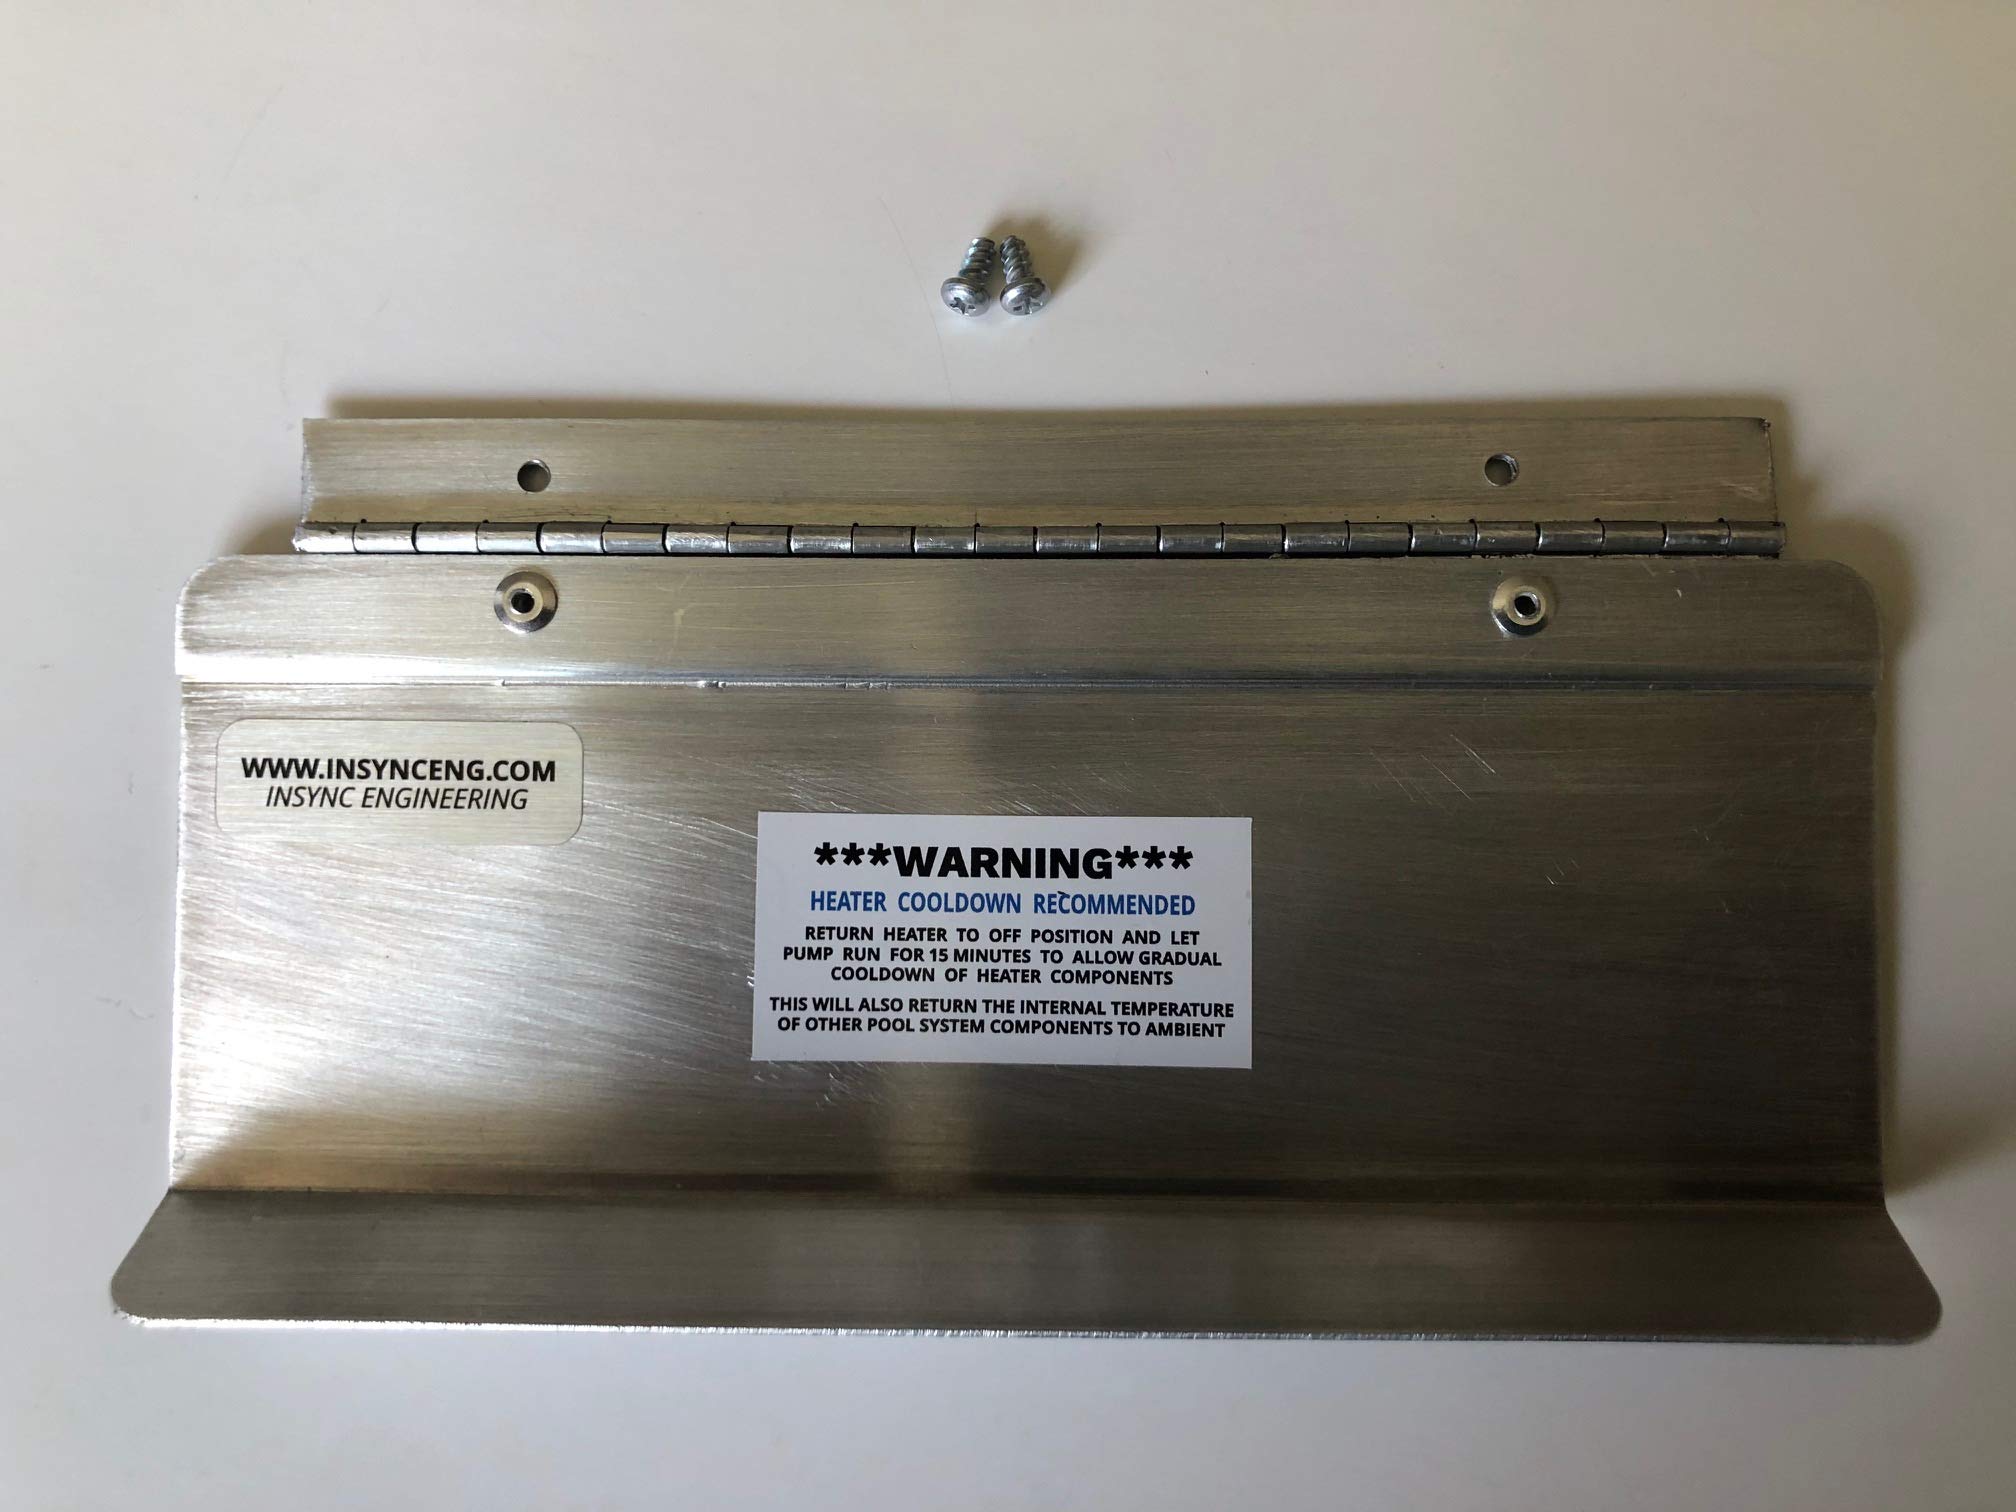 WWW.INSYNCENG.COM
INSYNC ENGINEERING
***WARNING***
HEATER COOLDOWN RECOMMENDED
RETURN HEATER TO OFF POSITION AND LET
PUMP RUN FOR 15 MINUTES TO ALLOW GRADUAL
COOLDOWN OF HEATER COMPONENTS
THIS WILL ALSO RETURN THE INTERNAL TEMPERATURE
OF OTHER POOL SYSTEM COMPONENTS TO AMBIENT